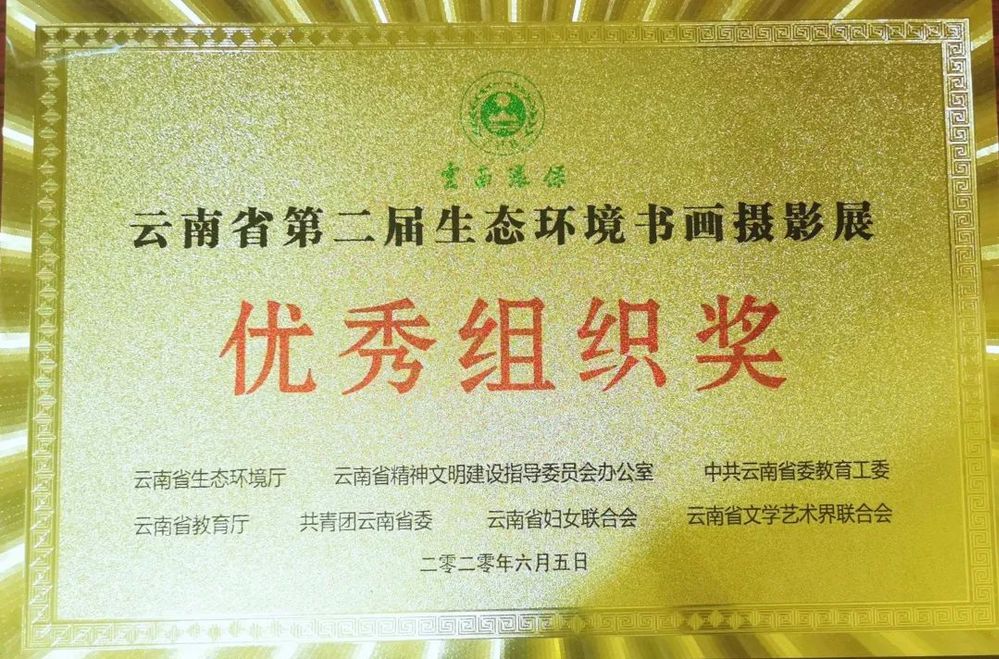 雲南環保
云南省第二届生态环境书画摄影展
优秀组织奖
云南省生态环境厅 云南省精神文明建设指导委员会办公室 中共云南省委教育工委
云南省教育厅 共青团云南省委 云南省妇女联合会 云南省文学艺术界联合会
二零二零年六月五日